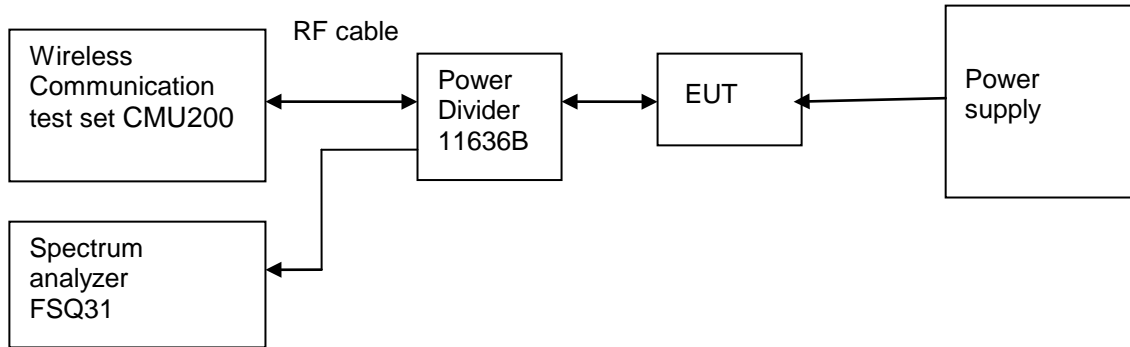 RF cable
Wireless
Communication
test set CMU200
Power
Divider
11636B
EUT
Power
supply
Spectrum
analyzer
FSQ31